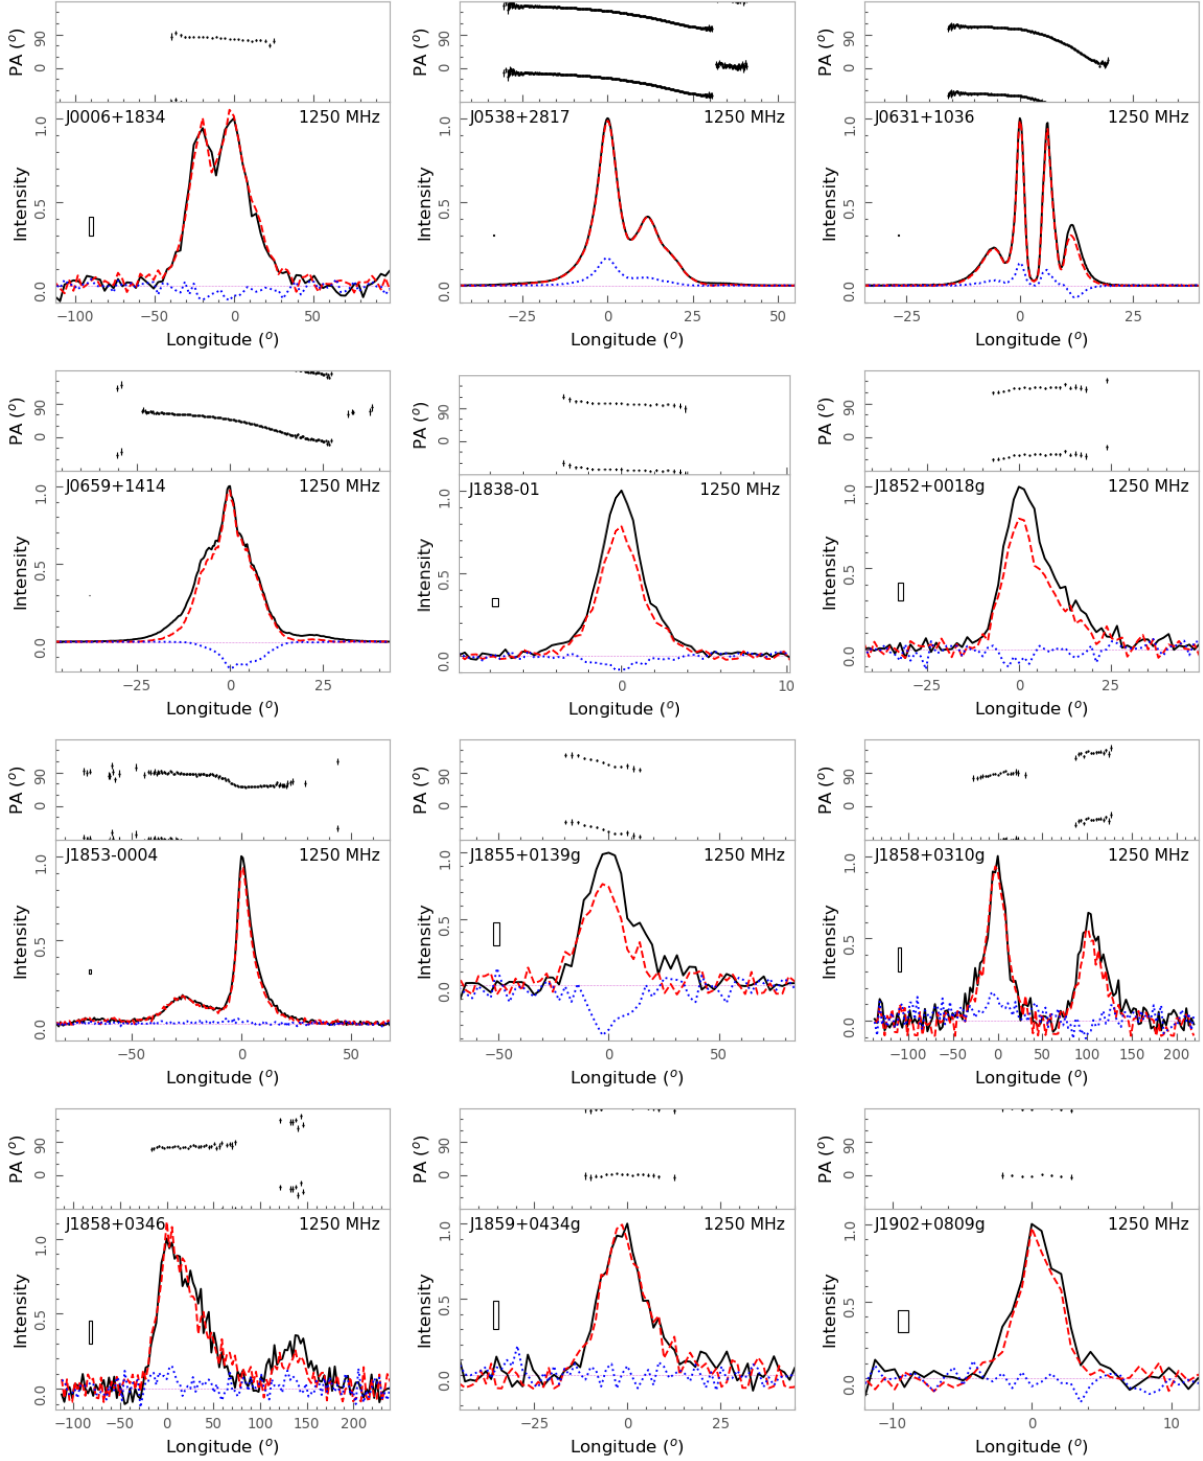 PA (°) 90 0
PA (°) 90 0
PA (°) 90 0
J0006+1834 1250 MHz
J0538+2817 1250 MHz
J0631+1036 1250 MHz
Intensity 1.0 0.5 0.0
Intensity 1.0 0.5 0.0
Intensity 1.0 0.5 0.0
−100 −50 0 50
−25 0 25 50
−25 0 25
Longitude (°)
Longitude (°)
Longitude (°)
PA (°) 90 0
PA (°) 90 0
PA (°) 90 0
J0659+1414 1250 MHz
J1838-01 1250 MHz
J1852+0018g 1250 MHz
Intensity 1.0 0.5 0.0
Intensity 1.0 0.5 0.0
Intensity 1.0 0.5 0.0
−25 0 25
0 10
−25 0 25
Longitude (°)
Longitude (°)
Longitude (°)
PA (°) 90 0
PA (°) 90 0
PA (°) 90 0
J1853-0004 1250 MHz
J1855+0139g 1250 MHz
J1858+0310g 1250 MHz
Intensity 1.0 0.5 0.0
Intensity 1.0 0.5 0.0
Intensity 1.0 0.5 0.0
−50 0 50
−50 0 50
−100 −50 0 50 100 150 200
Longitude (°)
Longitude (°)
Longitude (°)
PA (°) 90 0
PA (°) 90 0
PA (°) 90 0
J1858+0346 1250 MHz
J1859+0434g 1250 MHz
J1902+0809g 1250 MHz
Intensity 1.0 0.5 0.0
Intensity 1.0 0.5 0.0
Intensity 1.0 0.5 0.0
−100 −50 0 50 100 150 200
−25 0 25
−10 0 10
Longitude (°)
Longitude (°)
Longitude (°)